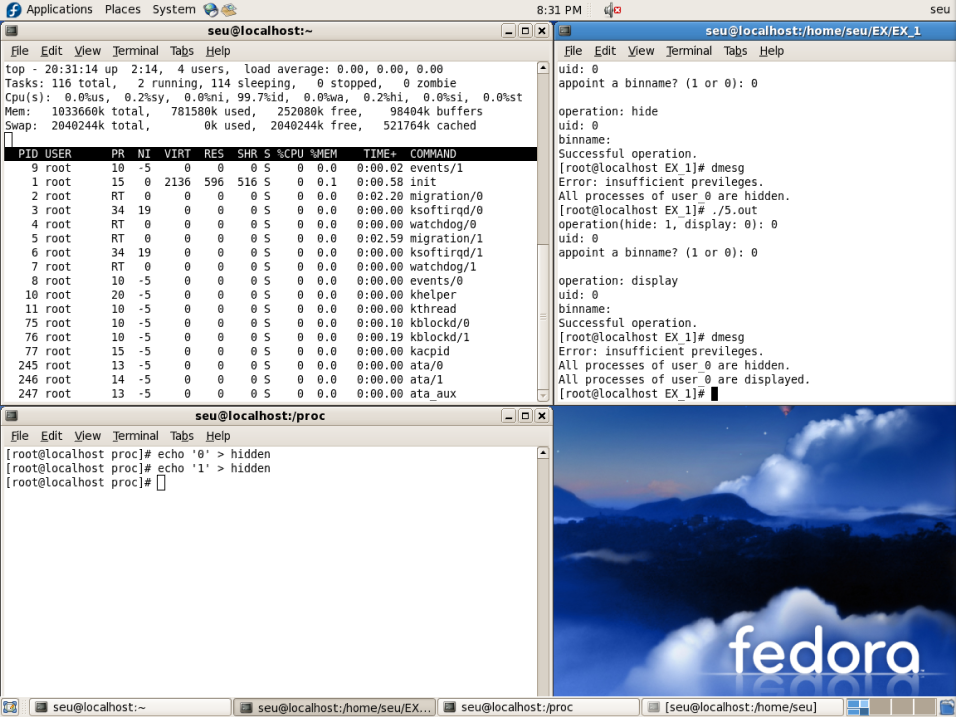 Applications Places System 8:31 PM seu
seu@localhost:~
File Edit View Terminal Tabs Help
top - 20:31:14 up 2:14, 4 users, load average: 0.00, 0.00, 0.00
Tasks: 116 total, 2 running, 114 sleeping, 0 stopped, 0 zombie
Cpu(s): 0.0%us, 0.2%sy, 0.0%ni, 99.7%id, 0.0%wa, 0.2%hi, 0.0%si, 0.0%st
Mem: 1033660k total, 781580k used, 252080k free, 98404k buffers
Swap: 2040244k total, 0k used, 2040244k free, 521764k cached
PID USER PR NI VIRT RES SHR S %CPU %MEM TIME+ COMMAND
9 root 10 -5 0 0 0 S 0 0.0 0:00.02 events/1
1 root 15 0 2136 596 516 S 0 0.1 0:00.58 init
2 root RT 0 0 0 0 S 0 0.0 0:02.20 migration/0
3 root 34 19 0 0 0 S 0 0.0 0:00.00 ksoftirqd/0
4 root RT 0 0 0 0 S 0 0.0 0:00.00 watchdog/0
5 root RT 0 0 0 0 S 0 0.0 0:02.59 migration/1
6 root 34 19 0 0 0 S 0 0.0 0:00.00 ksoftirqd/1
7 root RT 0 0 0 0 S 0 0.0 0:00.00 watchdog/1
8 root 10 -5 0 0 0 S 0 0.0 0:00.00 events/0
10 root 20 -5 0 0 0 S 0 0.0 0:00.00 khelper
11 root 10 -5 0 0 0 S 0 0.0 0:00.00 kthread
75 root 10 -5 0 0 0 S 0 0.0 0:00.10 kblockd/0
76 root 10 -5 0 0 0 S 0 0.0 0:00.19 kblockd/1
77 root 15 -5 0 0 0 S 0 0.0 0:00.00 kacpid
245 root 13 -5 0 0 0 S 0 0.0 0:00.00 ata/0
246 root 14 -5 0 0 0 S 0 0.0 0:00.00 ata/1
247 root 13 -5 0 0 0 S 0 0.0 0:00.00 ata_aux
seu@localhost:/home/seu/EX/EX_1
File Edit View Terminal Tabs Help
uid: 0
appoint a binname? (1 or 0): 0
operation: hide
uid: 0
binname:
Successful operation.
[root@localhost EX_1]# dmesg
Error: insufficient previleges.
All processes of user_0 are hidden.
[root@localhost EX_1]# ./5.out
operation(hide: 1, display: 0): 0
uid: 0
appoint a binname? (1 or 0): 0
operation: display
uid: 0
binname:
Successful operation.
[root@localhost EX_1]# dmesg
Error: insufficient previleges.
All processes of user_0 are hidden.
All processes of user_0 are displayed.
[root@localhost EX_1]#
seu@localhost:/proc
File Edit View Terminal Tabs Help
[root@localhost proc]# echo '0' > hidden
[root@localhost proc]# echo '1' > hidden
[root@localhost proc]#
fedora
seu@localhost:~ seu@localhost:/home/seu/EX... seu@localhost:/proc [seu@localhost:/home/seu]